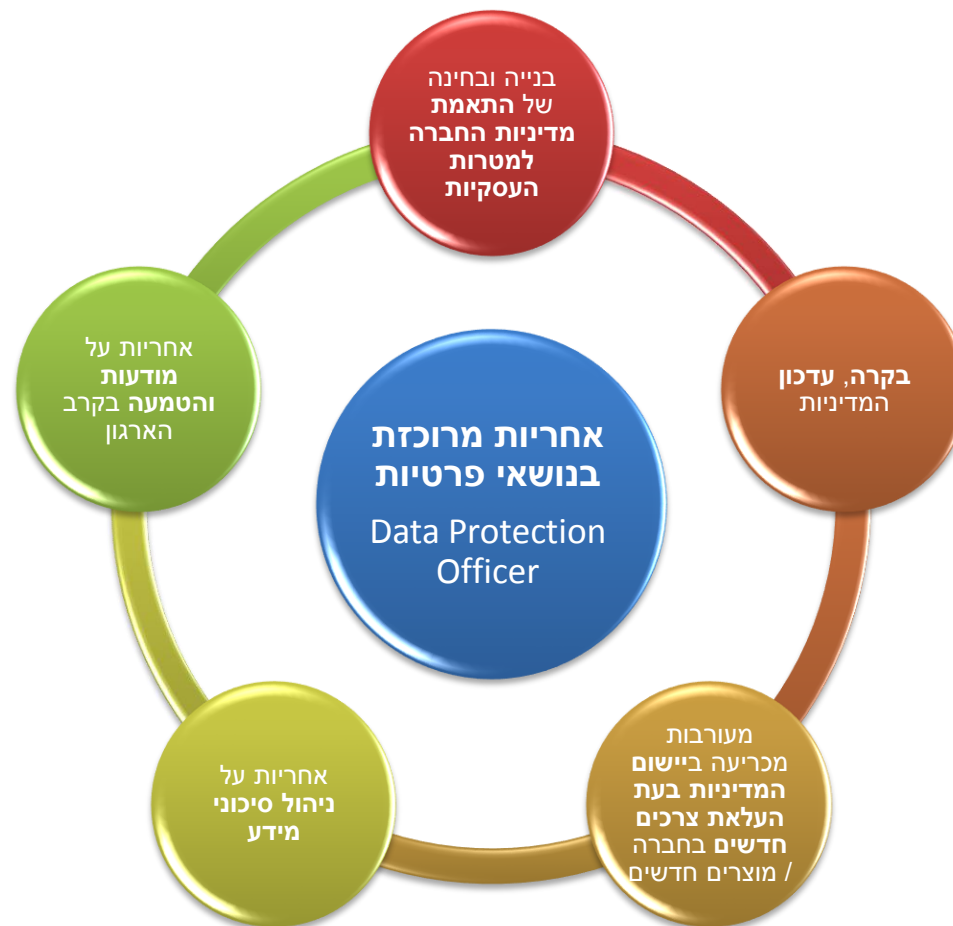 בנייה ובחינה
של התאמת
מדיניות החברה
למטרות
העסקיות
בקרה, עדכון
המדיניות
מעורבות
מכריעה ביישום
המדיניות בעת
העלאת צרכים
חדשים בחברה
/ מוצרים חדשים
אחריות על
ניהול סיכוני
מידע
אחריות על
מודעות
והטמעה בקרב
הארגון
אחריות מרוכזת
בנושאי פרטיות
Data Protection
Officer